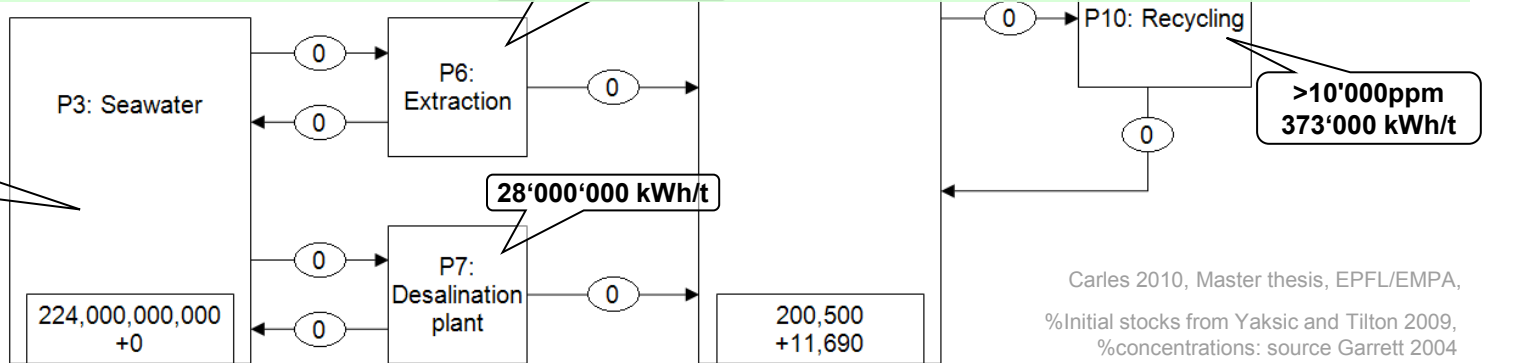 0
P10: Recycling
0
P6:
Extraction
0
P3: Seawater
>10'000ppm
373‘000 kWh/t
0
0
28‘000‘000 kWh/t
0
P7:
Desalination
plant
0
0
224,000,000,000
+0
200,500
+11,690
Carles 2010, Master thesis, EPFL/EMPA,
%Initial stocks from Yaksic and Tilton 2009,
%concentrations: source Garrett 2004